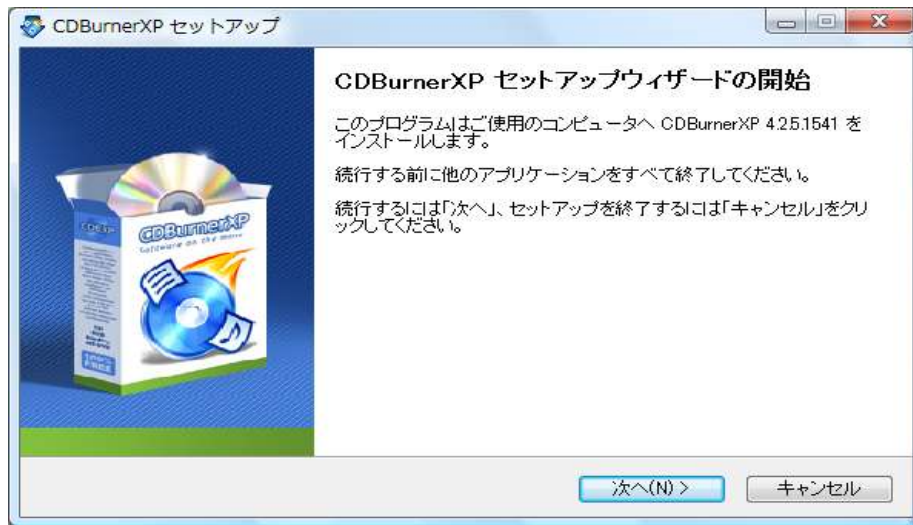 CDBurnerXP セットアップ
CDBurnerXP セットアップウィザードの開始
このプログラムはご使用のコンピュータへ CDBurnerXP 4.2.5.1541 を
インストールします。
続行する前に他のアプリケーションをすべて終了してください。
続行するには「次へ」、セットアップを終了するには「キャンセル」をクリ
ックしてください。
CDBXP
CDBurnerXP
Software on the menu
次へ(N) >
キャンセル